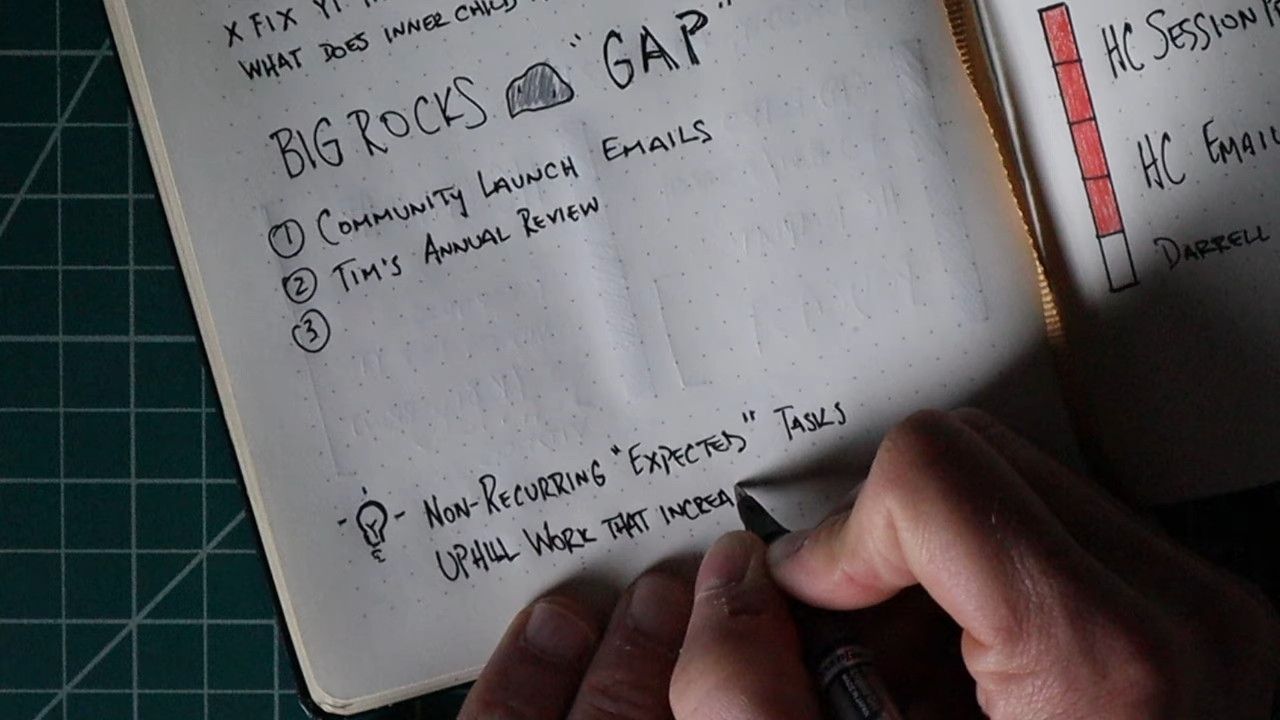 X FIX
WHAT DOES INNER CHILD
BIG ROCKS "GAP"
① COMMUNITY LAUNCH EMAILS
② TIM'S ANNUAL REVIEW
③
NON-RECURRING "EXPECTED" TASKS
UPHILL WORK THAT INCREA
HC SESSION
HC EMAIL
DARRELL